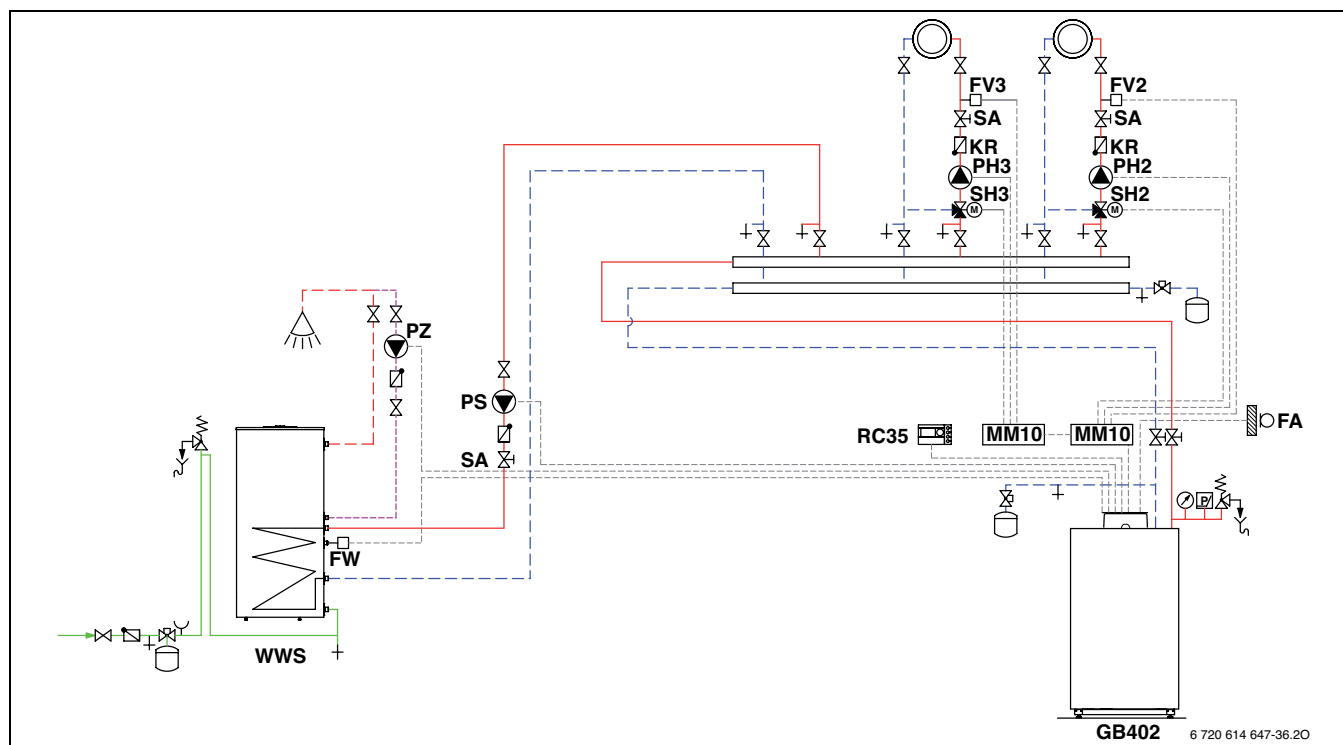 FV3
FV2
SA
SA
KR
KR
PH3
PH2
SH3
SH2
M
M
PZ
PS
RC35
MM10
MM10
FA
SA
P
FW
WWS
GB402
6 720 614 647-36.2O